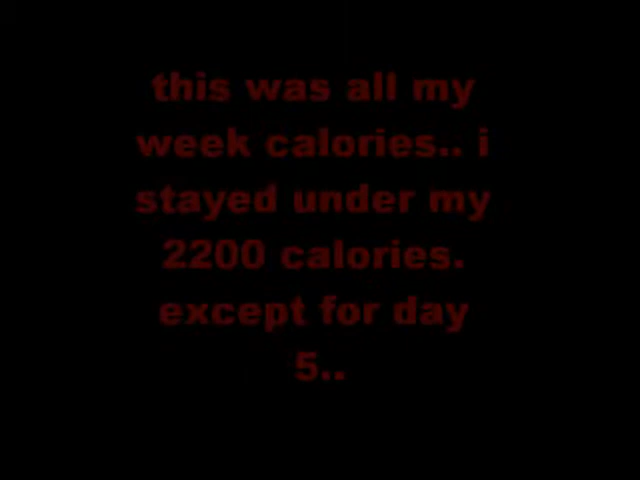 this was all my
week calories.. i
stayed under my
2200 calories.
except for day
5..